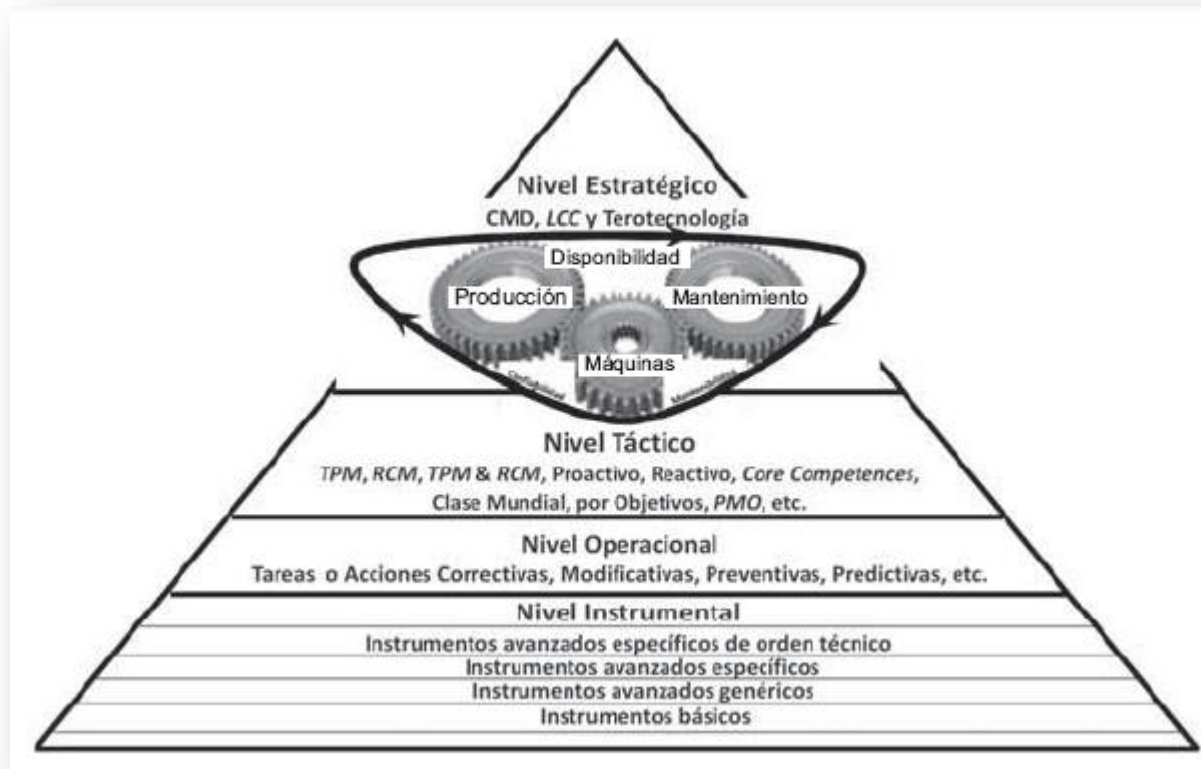 Nivel Estratégico
CMD, LCC y Terotecnología
Disponibilidad
Producción
Mantenimiento
Máquinas
Confiabilidad
Mantenibilidad
Nivel Táctico
TPM, RCM, TPM & RCM, Proactivo, Reactivo, Core Competences,
Clase Mundial, por Objetivos, PMO, etc.
Nivel Operacional
Tareas o Acciones Correctivas, Modificativas, Preventivas, Predictivas, etc.
Nivel Instrumental
Instrumentos avanzados específicos de orden técnico
Instrumentos avanzados específicos
Instrumentos avanzados genéricos
Instrumentos básicos